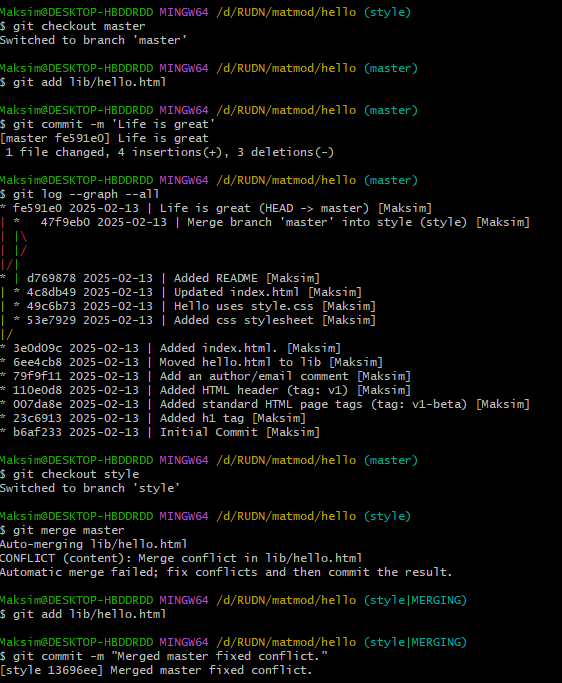 Maksim@DESKTOP-HBDDRDD MINGW64 /d/RUDN/matmod/hello (style)
$ git checkout master
Switched to branch 'master'

Maksim@DESKTOP-HBDDRDD MINGW64 /d/RUDN/matmod/hello (master)
$ git add lib/hello.html

Maksim@DESKTOP-HBDDRDD MINGW64 /d/RUDN/matmod/hello (master)
$ git commit -m 'Life is great'
[master fe591e0] Life is great
 1 file changed, 4 insertions(+), 3 deletions(-)

Maksim@DESKTOP-HBDDRDD MINGW64 /d/RUDN/matmod/hello (master)
$ git log --graph --all
* fe591e0 2025-02-13 | Life is great (HEAD -> master) [Maksim]
| *   47f9eb0 2025-02-13 | Merge branch 'master' into style (style) [Maksim]
| |\
| |/
|/|
* | d769878 2025-02-13 | Added README [Maksim]
| * 4c8db49 2025-02-13 | Updated index.html [Maksim]
| * 49c6b73 2025-02-13 | Hello uses style.css [Maksim]
| * 53e7929 2025-02-13 | Added css stylesheet [Maksim]
|/
* 3e0d09c 2025-02-13 | Added index.html. [Maksim]
* 6ee4cb8 2025-02-13 | Moved hello.html to lib [Maksim]
* 79f9f11 2025-02-13 | Add an author/email comment [Maksim]
* 110e0d8 2025-02-13 | Added HTML header (tag: v1) [Maksim]
* 007da8e 2025-02-13 | Added standard HTML page tags (tag: v1-beta) [Maksim]
* 23c6913 2025-02-13 | Added h1 tag [Maksim]
* b6af233 2025-02-13 | Initial Commit [Maksim]

Maksim@DESKTOP-HBDDRDD MINGW64 /d/RUDN/matmod/hello (master)
$ git checkout style
Switched to branch 'style'

Maksim@DESKTOP-HBDDRDD MINGW64 /d/RUDN/matmod/hello (style)
$ git merge master
Auto-merging lib/hello.html
CONFLICT (content): Merge conflict in lib/hello.html
Automatic merge failed; fix conflicts and then commit the result.

Maksim@DESKTOP-HBDDRDD MINGW64 /d/RUDN/matmod/hello (style|MERGING)
$ git add lib/hello.html

Maksim@DESKTOP-HBDDRDD MINGW64 /d/RUDN/matmod/hello (style|MERGING)
$ git commit -m "Merged master fixed conflict."
[style 13696ee] Merged master fixed conflict.